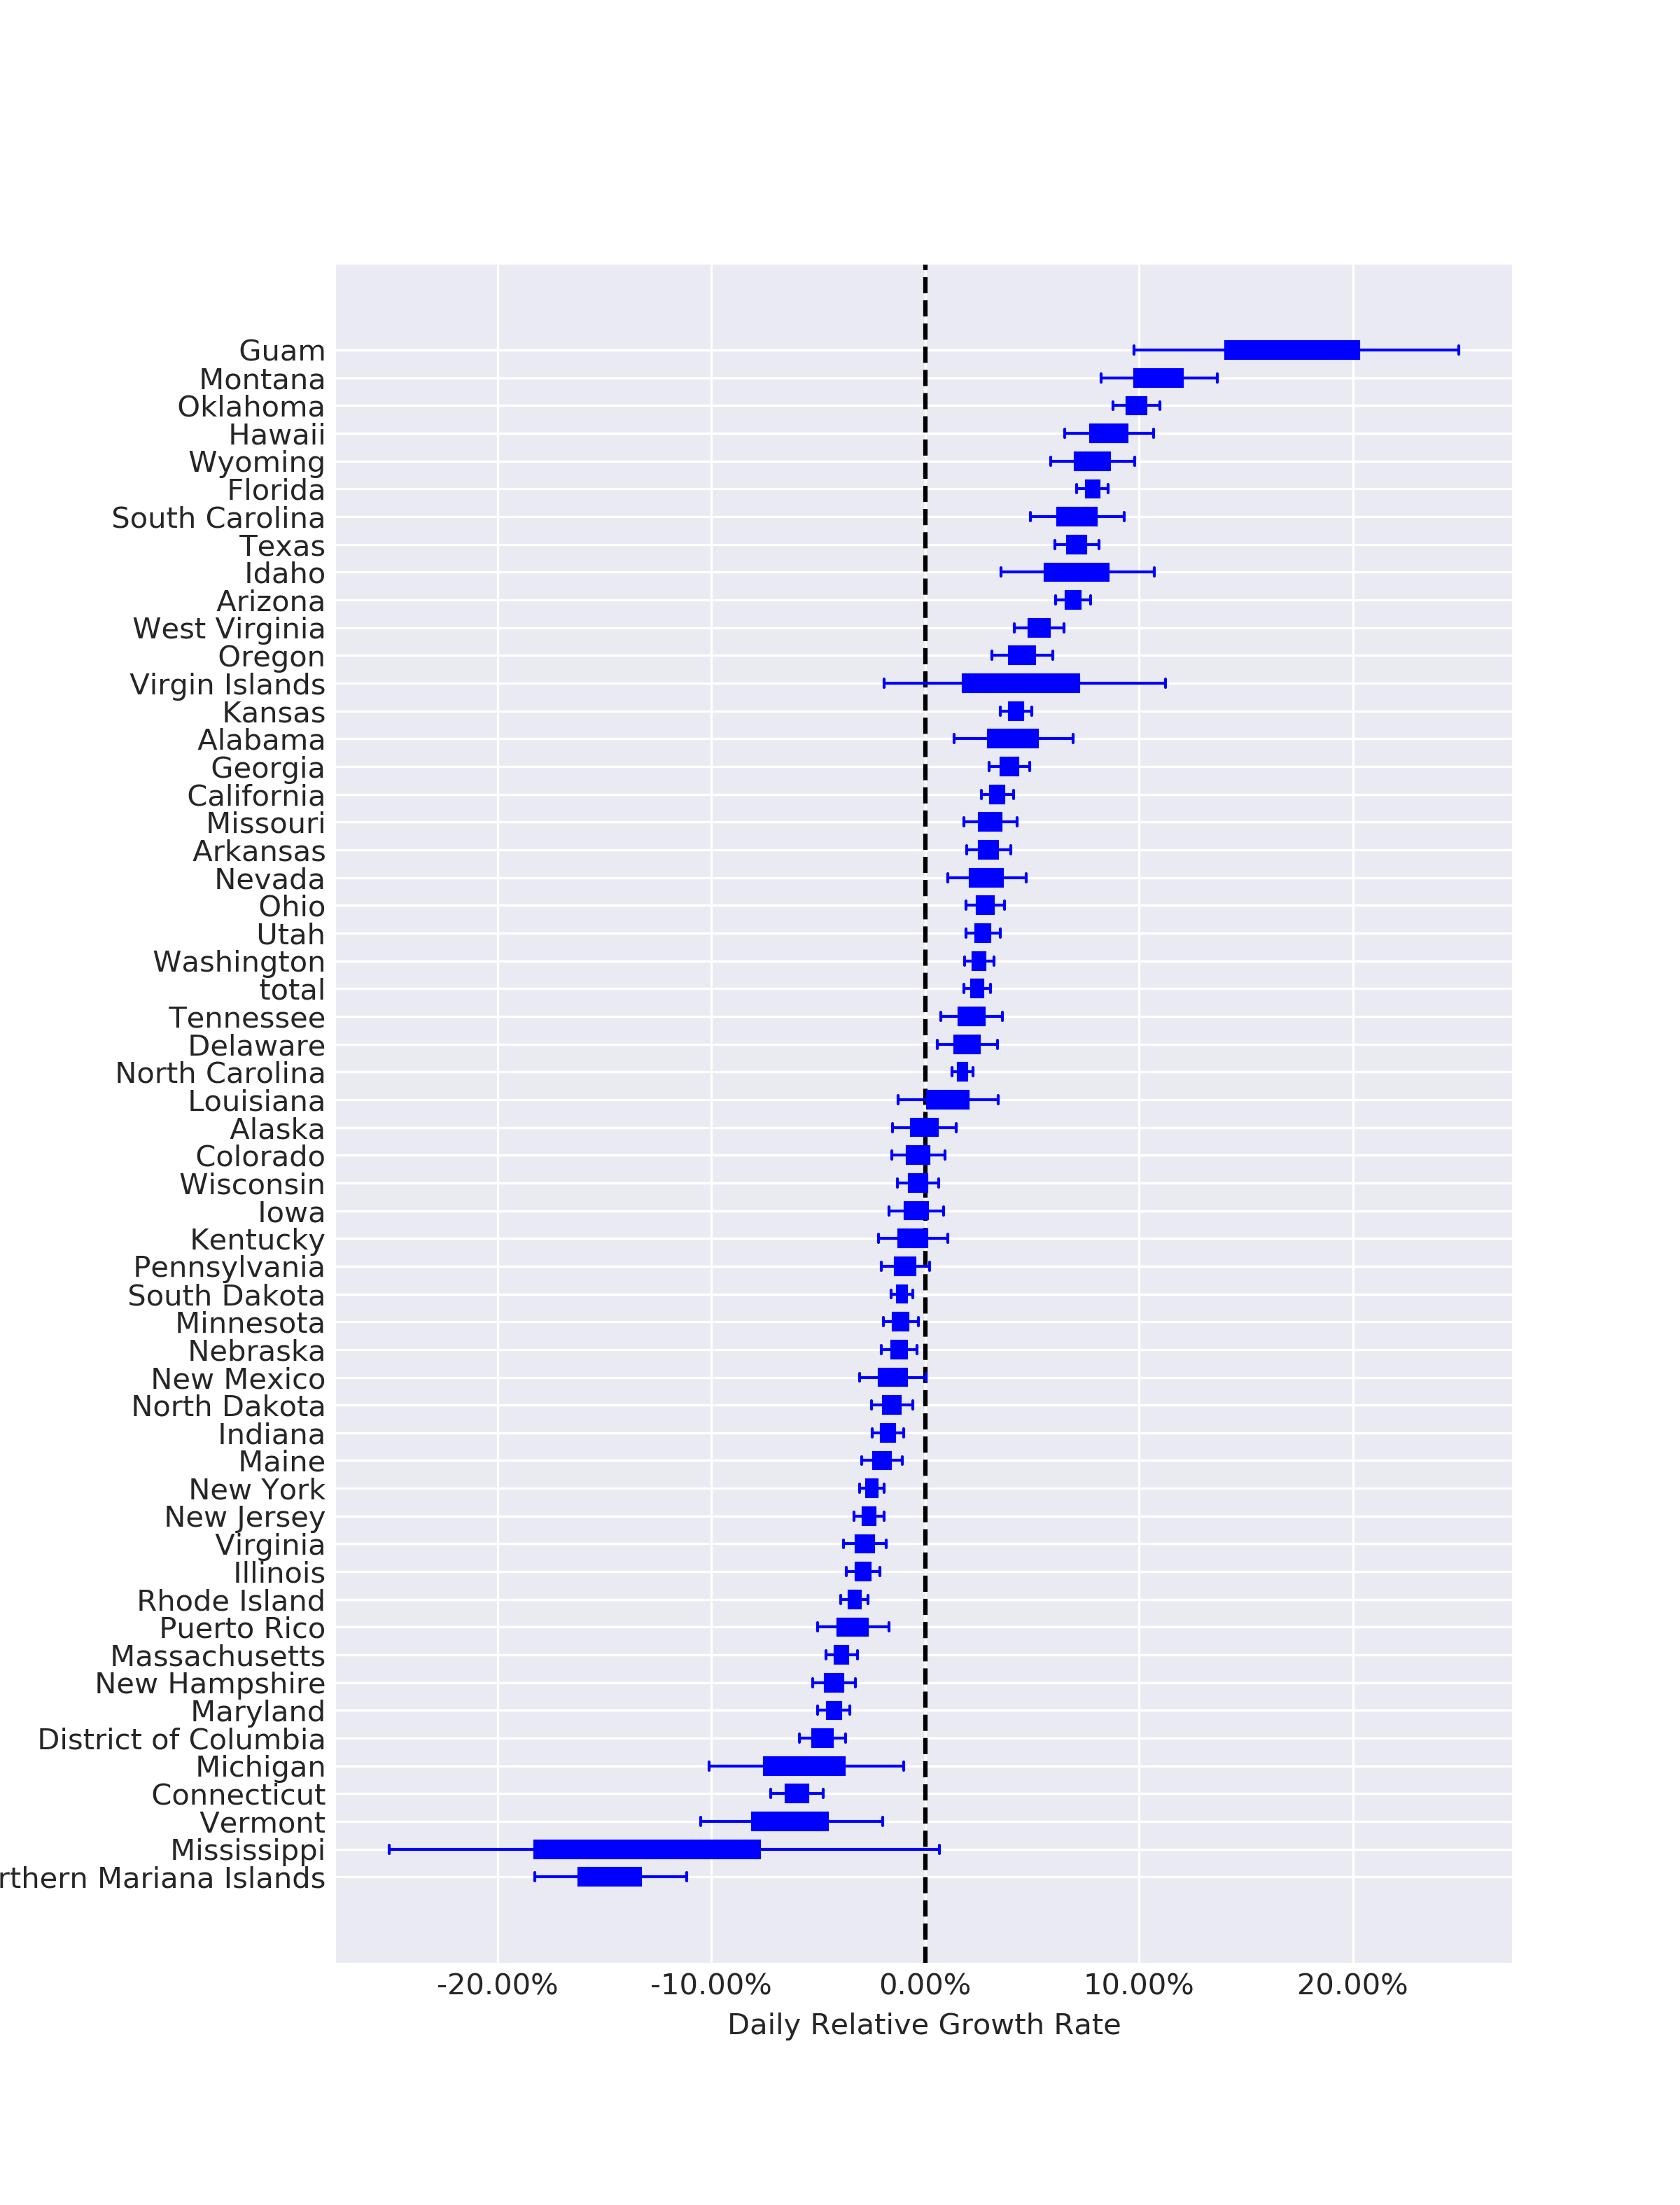 Guam
Montana
Oklahoma
Hawaii
Wyoming
Florida
South Carolina
Texas
Idaho
Arizona
West Virginia
Oregon
Virgin Islands
Kansas
Alabama
Georgia
California
Missouri
Arkansas
Nevada
Ohio
Utah
Washington
total
Tennessee
Delaware
North Carolina
Louisiana
Alaska
Colorado
Wisconsin
Iowa
Kentucky
Pennsylvania
South Dakota
Minnesota
Nebraska
New Mexico
North Dakota
Indiana
Maine
New York
New Jersey
Virginia
Illinois
Rhode Island
Puerto Rico
Massachusetts
New Hampshire
Maryland
District of Columbia
Michigan
Connecticut
Vermont
Mississippi
rthern Mariana Islands
-20.00% -10.00% 0.00% 10.00% 20.00%
Daily Relative Growth Rate